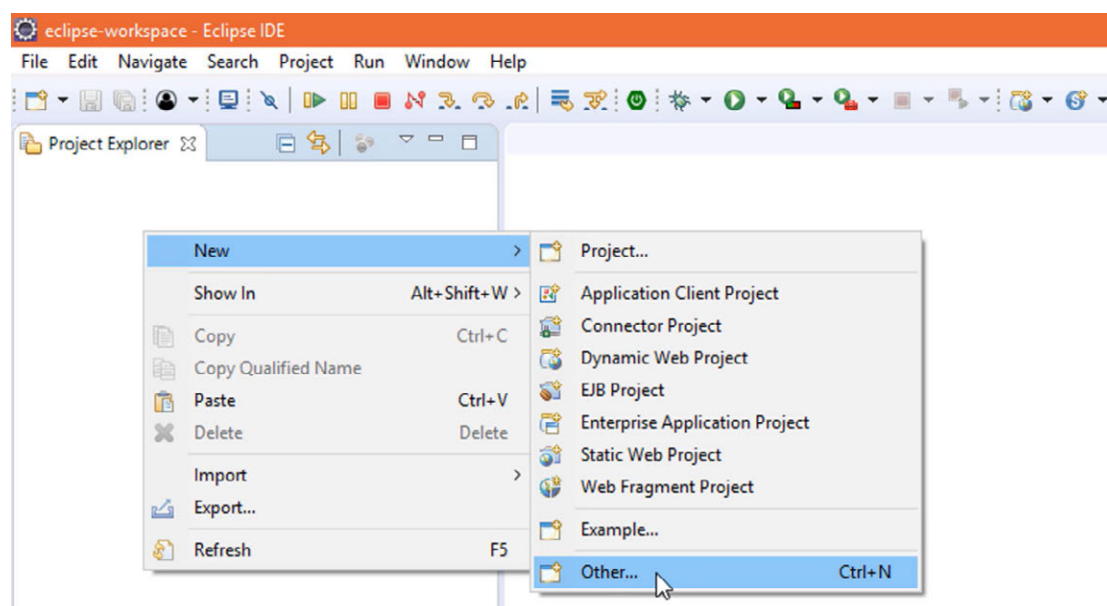 eclipse-workspace - Eclipse IDE
File Edit Navigate Search Project Run Window Help
Project Explorer
New
Show In Alt+Shift+W
Copy Ctrl+C
Copy Qualified Name
Paste Ctrl+V
Delete Delete
Import
Export...
Refresh F5
Project...
Application Client Project
Connector Project
Dynamic Web Project
EJB Project
Enterprise Application Project
Static Web Project
Web Fragment Project
Example...
Other... Ctrl+N